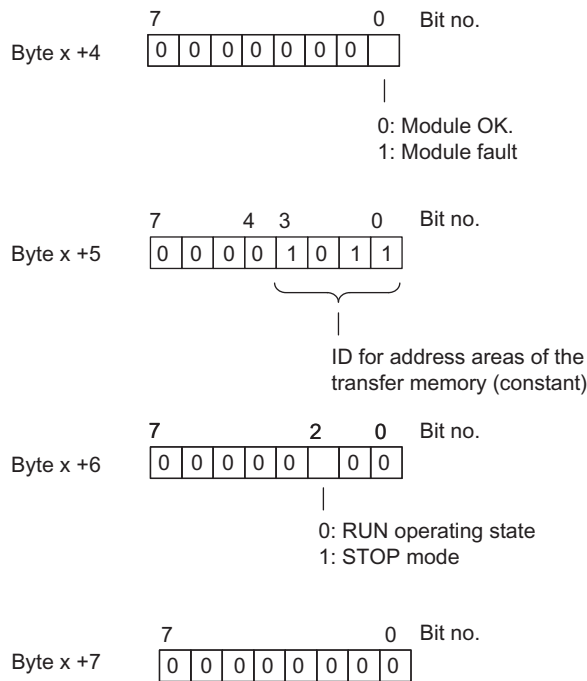 7 0 Bit no.
Byte x +4 0 0 0 0 0 0 0
0: Module OK.
1: Module fault
7 4 3 0 Bit no.
Byte x +5 0 0 0 0 1 0 1 1
ID for address areas of the
transfer memory (constant)
7 2 0 Bit no.
Byte x +6 0 0 0 0 0 0 0
0: RUN operating state
1: STOP mode
7 0 Bit no.
Byte x +7 0 0 0 0 0 0 0 0